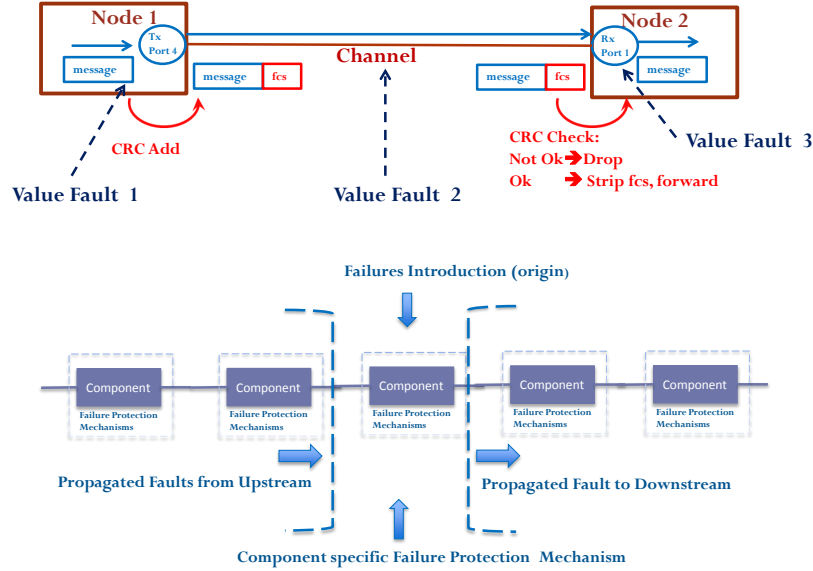 Node 1
Node 2
Tx
Port 4
Rx
Port 1
Channel
message
message fcs
message fcs
message
CRC Add
CRC Check:
Not Ok ➔ Drop
Ok ➔ Strip fcs, forward
Value Fault 3
Value Fault 1
Value Fault 2
Failures Introduction (origin)
Component
Component
Component
Component
Component
Failure Protection
Mechanisms
Failure Protection
Mechanisms
Failure Protection
Mechanisms
Failure Protection
Mechanisms
Failure Protection
Mechanisms
Propagated Faults from Upstream
Propagated Fault to Downstream
Component specific Failure Protection Mechanism